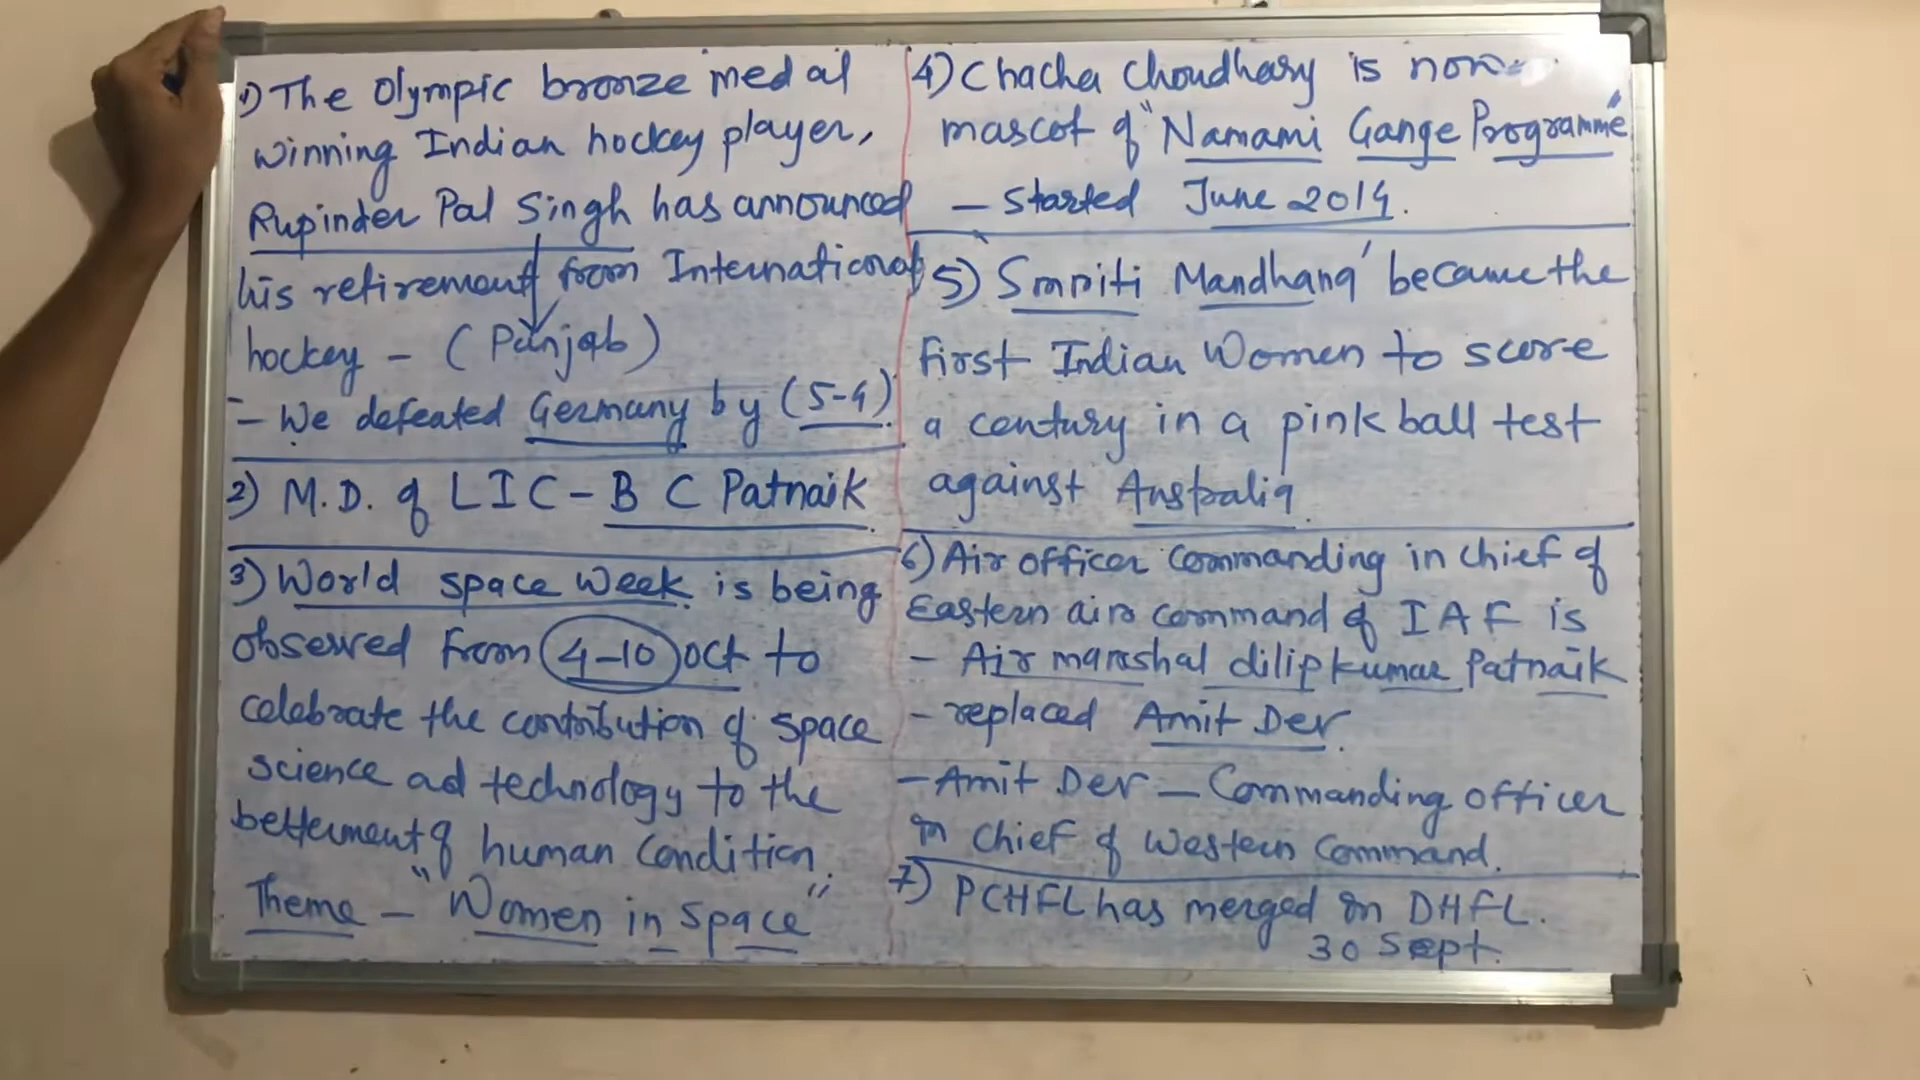 1) The Olympic bronze medal
winning Indian hockey player,
Rupinder Pal Singh has announced
his retirement from International
hockey - (Panjab)
- We defeated Germany by (5-4).
2) M.D. of LIC - B C Patnaik.
3) World space Week is being
observed from 4-10 oct to
celebrate the contribution of space
science ad technology to the
betterment of human condition.
Theme - "Women in space"
4) Chacha Choudhary is
mascot of "Namami Gange Programme"
- Started June 2014.
5) Smriti Mandhana' became the
first Indian Women to score
a century in a pink ball test
against Australia.
6) Air officer Commanding in chief of
Eastern air command of IAF is
- Air marshal dilip kumar Patnaik
- replaced Amit Dev.
- Amit Dev - Commanding officer
in chief of western Command.
7) PCHFL has merged in DHFL.
30 Sept.